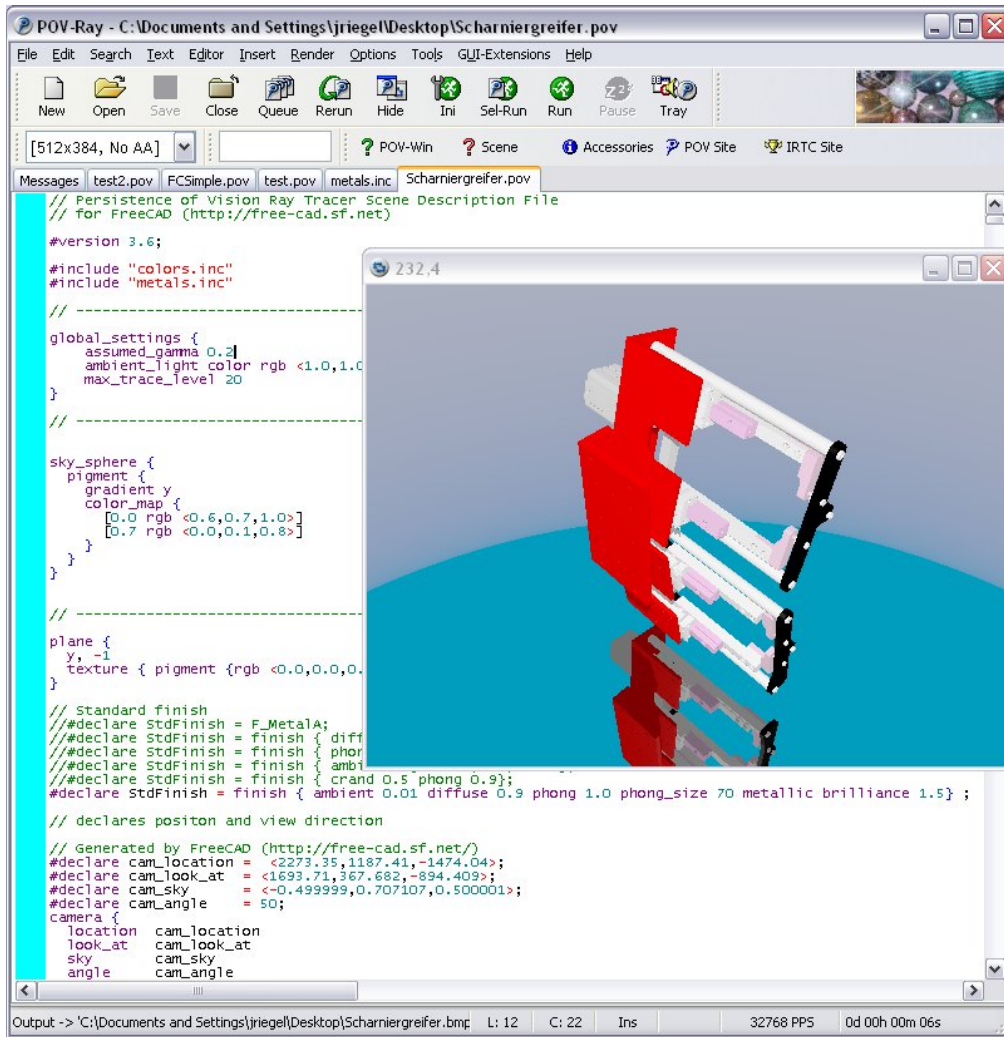 POV-Ray - C:\Documents and Settings\jriegel\Desktop\Scharniergreifer.pov
File Edit Search Text Editor Insert Render Options Tools GUI-Extensions Help
New Open Save Close Queue Rerun Hide Ini Sel-Run Run Pause Tray
[512x384, No AA] ? POV-Win ? Scene Accessories POV Site IRTC Site
Messages test2.pov FCSimple.pov test.pov metals.inc Scharniergreifer.pov
// Persistence of Vision Ray Tracer Scene Description File
// for FreeCAD (http://free-cad.sf.net)
#version 3.6;
232,4
#include "colors.inc"
#include "metals.inc"
// ----------------------------------
global_settings {
assumed_gamma 0.2
ambient_light color rgb <1.0,1.0
max_trace_level 20
}
// ----------------------------------
sky_sphere {
pigment {
gradient y
color_map {
[0.0 rgb <0.6,0.7,1.0>]
[0.7 rgb <0.0,0.1,0.8>]
}
}
}
// ----------------------------------
plane {
y, -1
texture { pigment {rgb <0.0,0.0,0.
}
// Standard finish
//#declare StdFinish = F_MetalA;
//#declare StdFinish = finish { diff
//#declare StdFinish = finish { phon
//#declare StdFinish = finish { ambi
//#declare StdFinish = finish { crand 0.5 phong 0.9};
#declare StdFinish = finish { ambient 0.01 diffuse 0.9 phong 1.0 phong_size 70 metallic brilliance 1.5} ;
// declares positon and view direction
// Generated by FreeCAD (http://free-cad.sf.net/)
#declare cam_location = <2273.35,1187.41,-1474.04>;
#declare cam_look_at = <1693.71,367.682,-894.409>;
#declare cam_sky = <-0.499999,0.707107,0.500001>;
#declare cam_angle = 50;
camera {
location cam_location
look_at cam_look_at
sky cam_sky
angle cam_angle
Output -> 'C:\Documents and Settings\jriegel\Desktop\Scharniergreifer.bmp L: 12 C: 22 Ins 32768 PPS 0d 00h 00m 06s